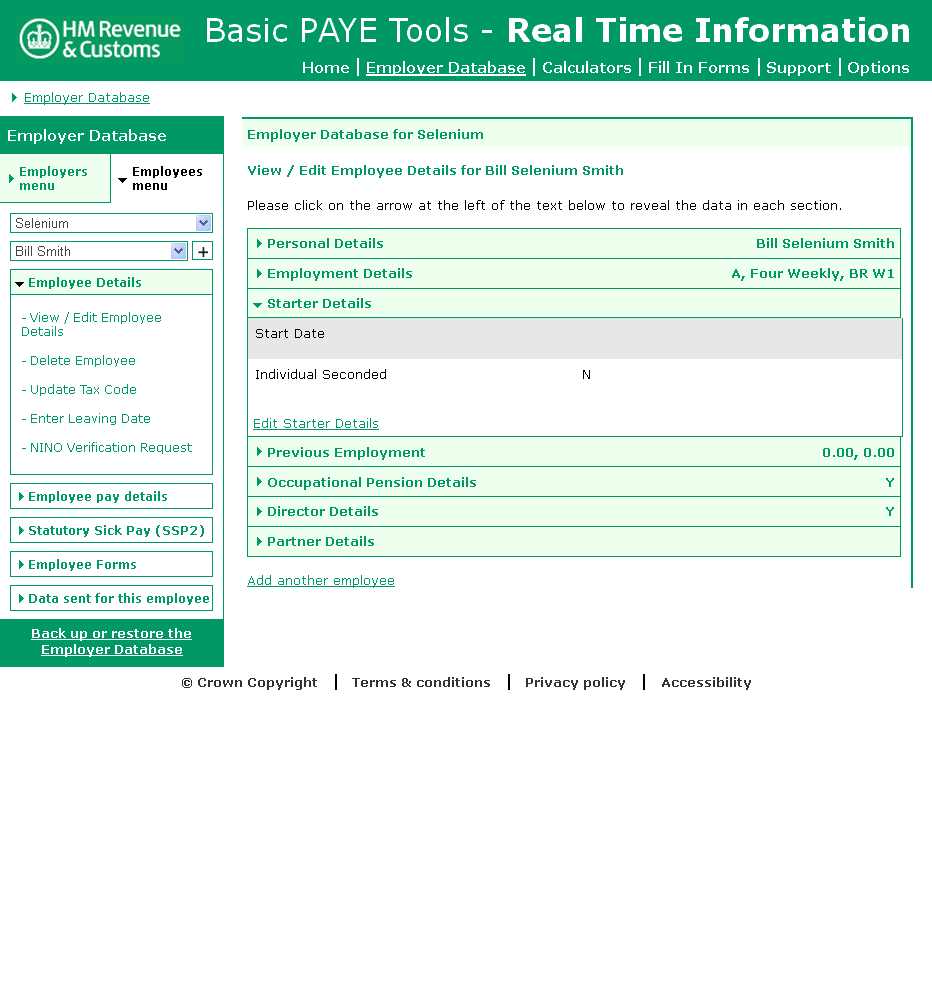 HM Revenue
& Customs
Basic PAYE Tools - Real Time Information
Home | Employer Database | Calculators | Fill In Forms | Support | Options
Employer Database
Employer Database
Employers
menu
Employees
menu
Selenium
Bill Smith
+
Employee Details
- View / Edit Employee
Details
- Delete Employee
- Update Tax Code
- Enter Leaving Date
- NINO Verification Request
Employee pay details
Statutory Sick Pay (SSP2)
Employee Forms
Data sent for this employee
Back up or restore the
Employer Database
Employer Database for Selenium
View / Edit Employee Details for Bill Selenium Smith
Please click on the arrow at the left of the text below to reveal the data in each section.
Personal Details Bill Selenium Smith
Employment Details A, Four Weekly, BR W1
Starter Details
Start Date
Individual Seconded N
Edit Starter Details
Previous Employment 0.00, 0.00
Occupational Pension Details Y
Director Details Y
Partner Details
Add another employee
© Crown Copyright | Terms & conditions | Privacy policy | Accessibility